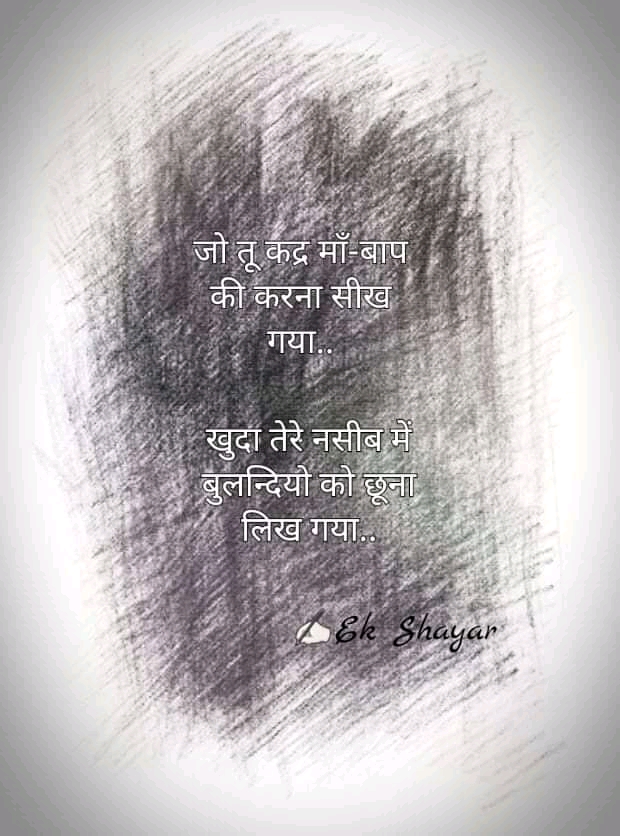 जो तू कद्र माँ-बाप
की करना सीख
गया..
खुदा तेरे नसीब में
बुलन्दियो को छूना
लिख गया..
✍Ek Shayar